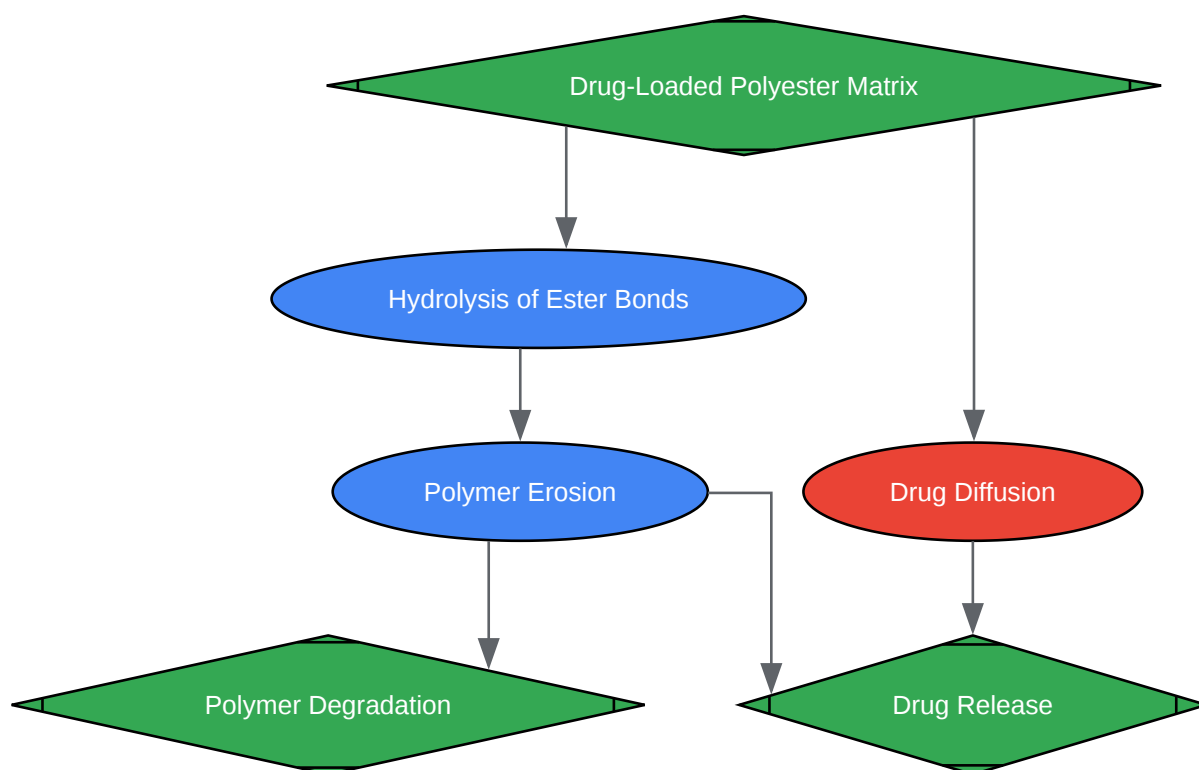 Drug-Loaded Polyester Matrix
Hydrolysis of Ester Bonds
Polymer Erosion
Drug Diffusion
Polymer Degradation
Drug Release